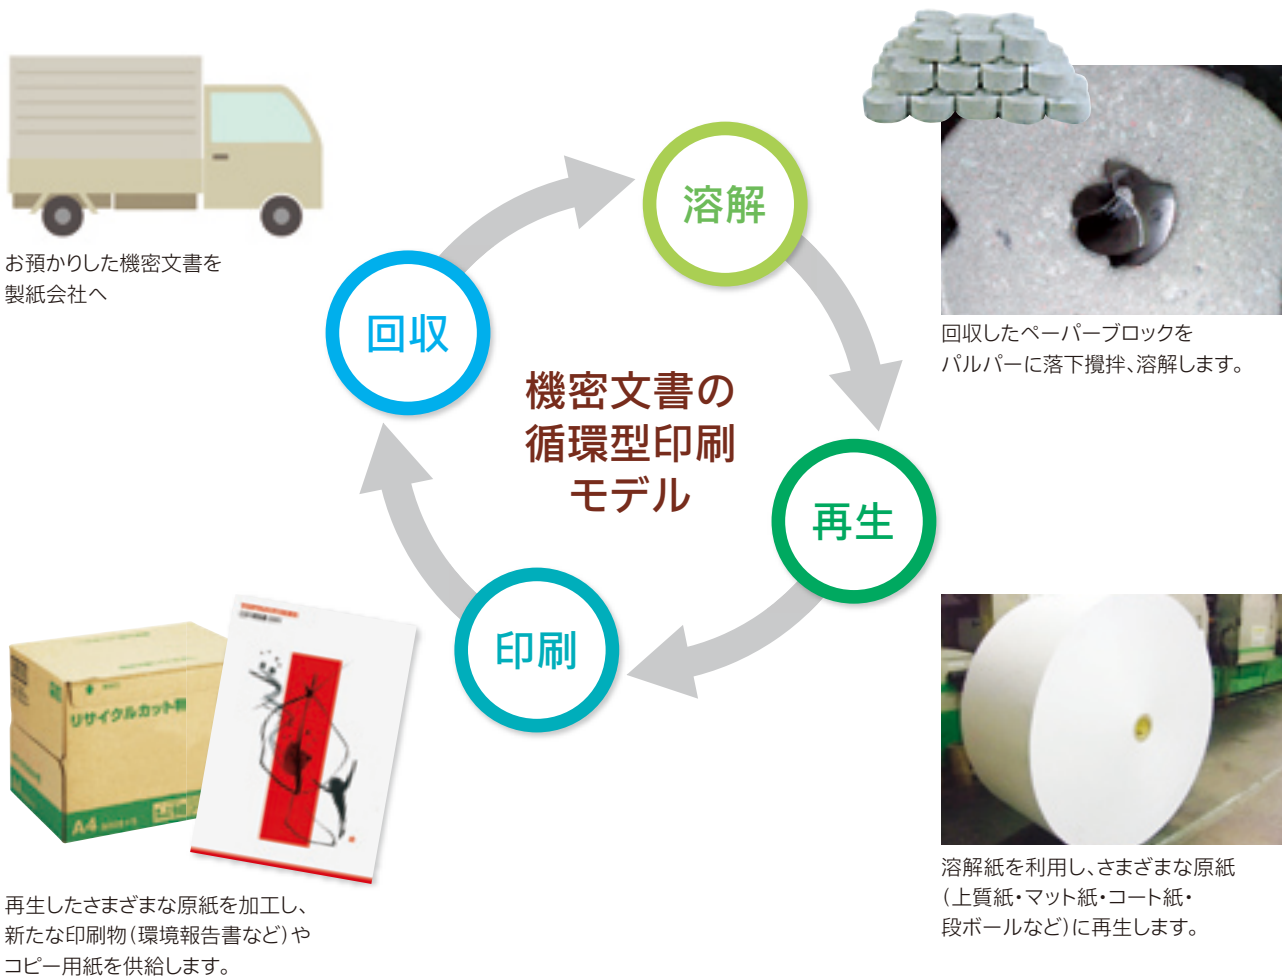 お預かりした機密文書を
製紙会社へ
回収
溶解
回収したペーパーブロックを
パルパーに落下攪拌、溶解します。
機密文書の
循環型印刷
モデル
再生
印刷
リサイクルカット判
A4
溶解紙を利用し、さまざまな原紙
(上質紙・マット紙・コート紙・
段ボールなど)に再生します。
再生したさまざまな原紙を加工し、
新たな印刷物(環境報告書など)や
コピー用紙を供給します。